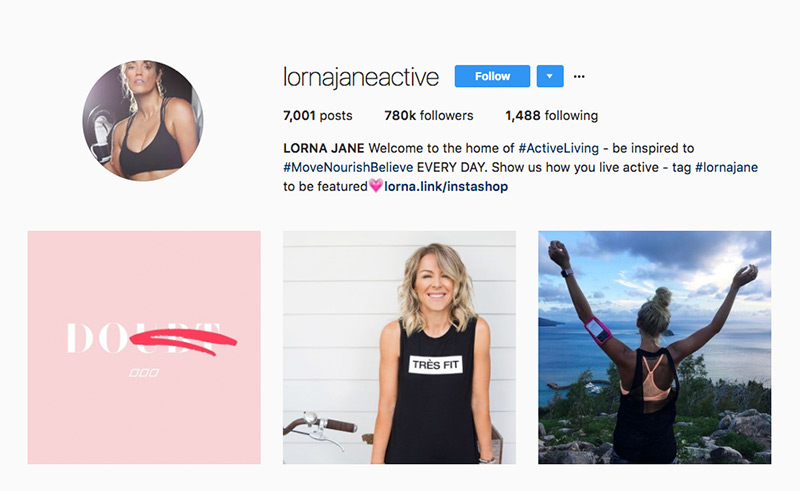 lornajaneactive Follow
7,001 posts 780k followers 1,488 following
LORNA JANE Welcome to the home of #ActiveLiving - be inspired to
#MoveNourishBelieve EVERY DAY. Show us how you live active - tag #lornajane
to be featured💗lorna.link/instashop
DOUBT
TRÈS FIT